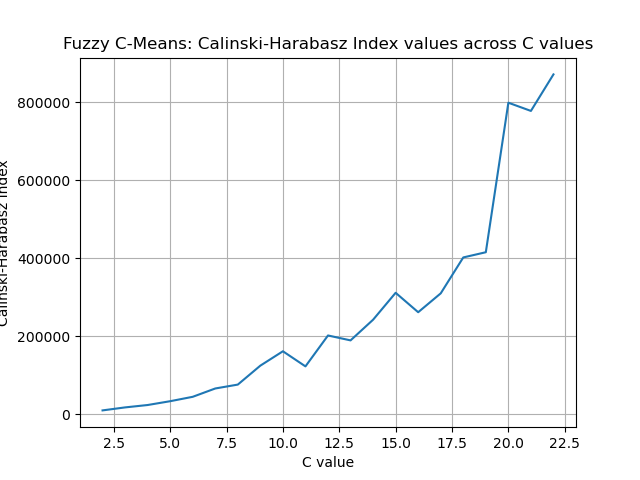 Fuzzy C-Means: Calinski-Harabasz Index values across C values
Calinski-Harabasz Index
800000
600000
400000
200000
0
2.5 5.0 7.5 10.0 12.5 15.0 17.5 20.0 22.5
C value